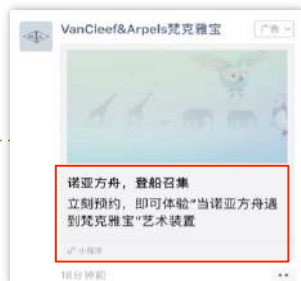 VanCleef&Arpels梵克雅宝
广告
诺亚方舟，登船召集
立刻预约，即可体验"当诺亚方舟遇
到梵克雅宝"艺术装置
小程序
18分钟前